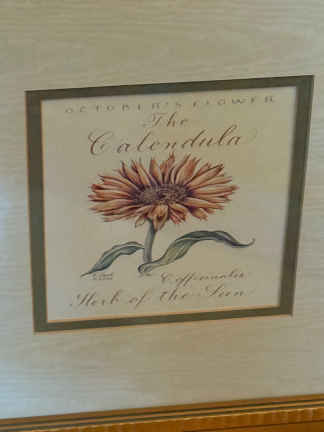 OCTOBER'S FLOWER
The
Calendula
C. officinalis
Herb of the Sun